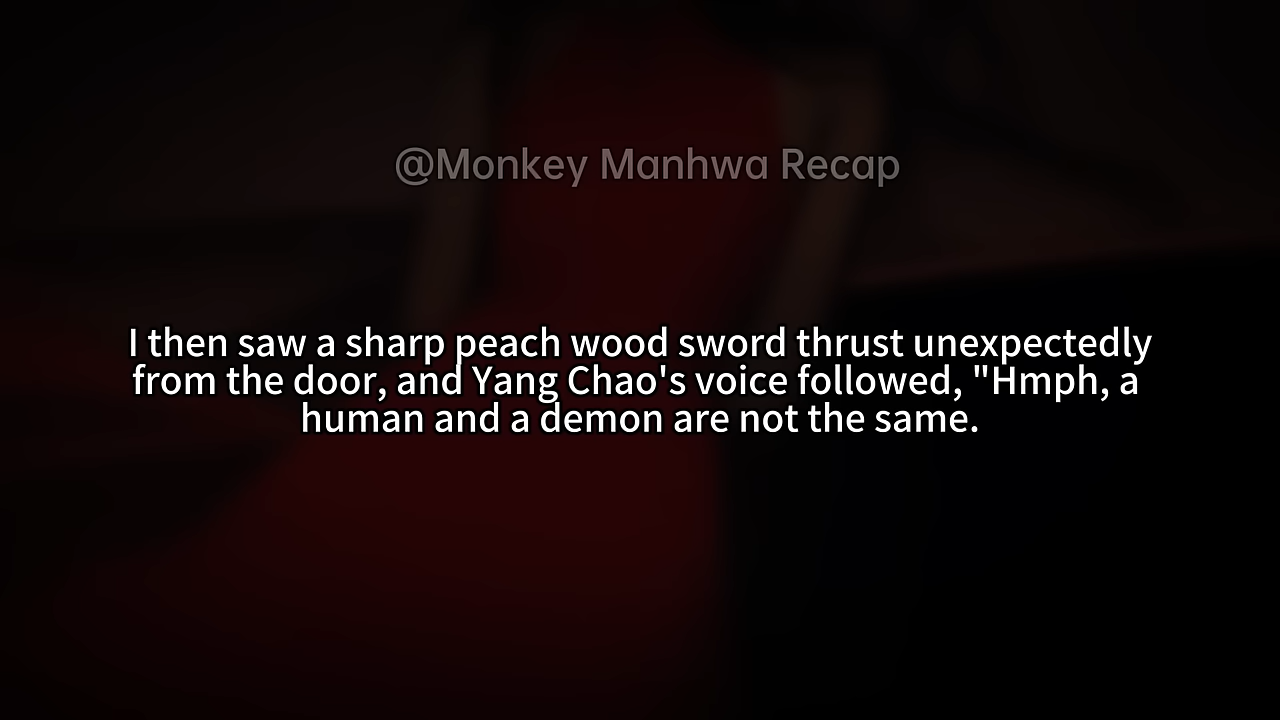 @Monkey Manhwa Recap
I then saw a sharp peach wood sword thrust unexpectedly
from the door, and Yang Chao's voice followed, "Hmph, a
human and a demon are not the same.